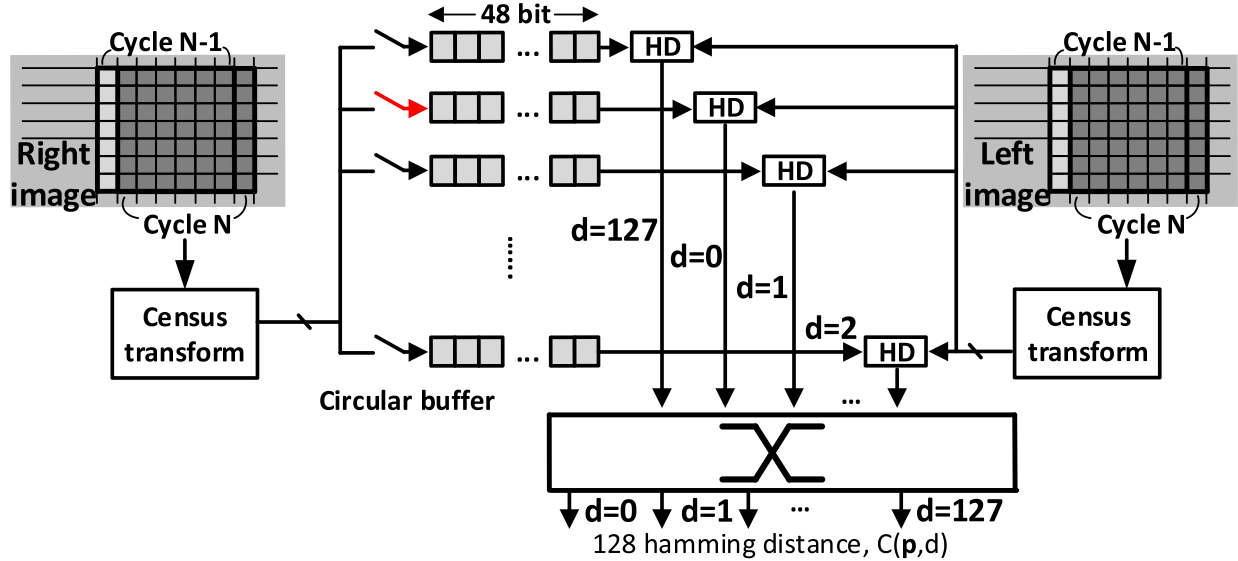 48 bit
Cycle N-1
Cycle N-1
HD
...
HD
...
Right
image
Left
image
HD
...
Cycle N
Cycle N
d=127
d=0
d=1
Census
transform
Census
transform
d=2
HD
...
Circular buffer
...
d=0
d=1
...
d=127
128 hamming distance, C(p,d)